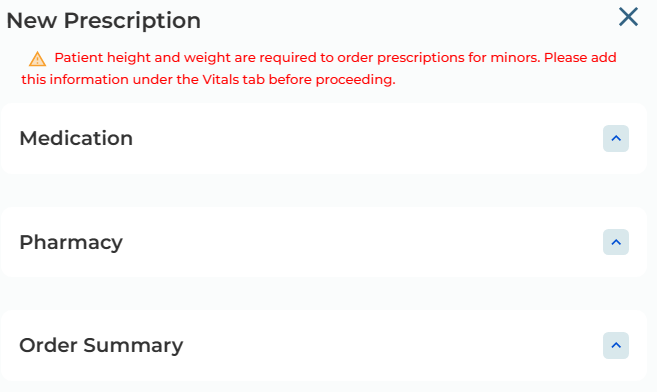 New Prescription
Patient height and weight are required to order prescriptions for minors. Please add
this information under the Vitals tab before proceeding.
Medication
Pharmacy
Order Summary